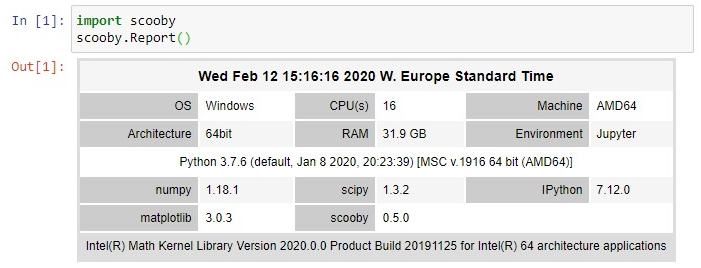 In [1]: import scooby
scooby.Report()
Out[1]:
Wed Feb 12 15:16:16 2020 W. Europe Standard Time
OS Windows CPU(s) 16 Machine AMD64
Architecture 64bit RAM 31.9 GB Environment Jupyter
Python 3.7.6 (default, Jan 8 2020, 20:23:39) [MSC v.1916 64 bit (AMD64)]
numpy 1.18.1 scipy 1.3.2 IPython 7.12.0
matplotlib 3.0.3 scooby 0.5.0
Intel(R) Math Kernel Library Version 2020.0.0 Product Build 20191125 for Intel(R) 64 architecture applications